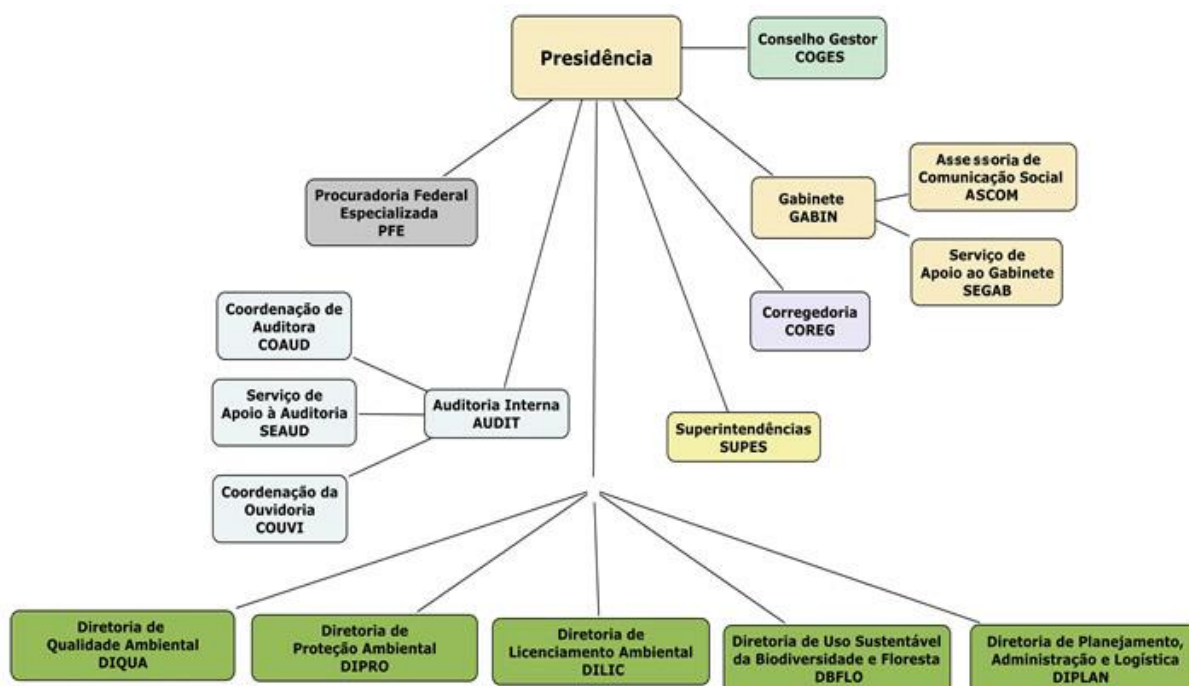 Presidência
Conselho Gestor
COGES
Procuradoria Federal
Especializada
PFE
Gabinete
GABIN
Assessoria de
Comunicação Social
ASCOM
Serviço de
Apoio ao Gabinete
SEGAB
Coordenação de
Auditora
COAUD
Serviço de
Apoio à Auditoria
SEAUD
Coordenação da
Ouvidoria
COUVI
Auditoria Interna
AUDIT
Corregedoria
COREG
Superintendências
SUPES
Diretoria de
Qualidade Ambiental
DIQUA
Diretoria de
Proteção Ambiental
DIPRO
Diretoria de
Licenciamento Ambiental
DILIC
Diretoria de Uso Sustentável
da Biodiversidade e Floresta
DBFLO
Diretoria de Planejamento,
Administração e Logística
DIPLAN